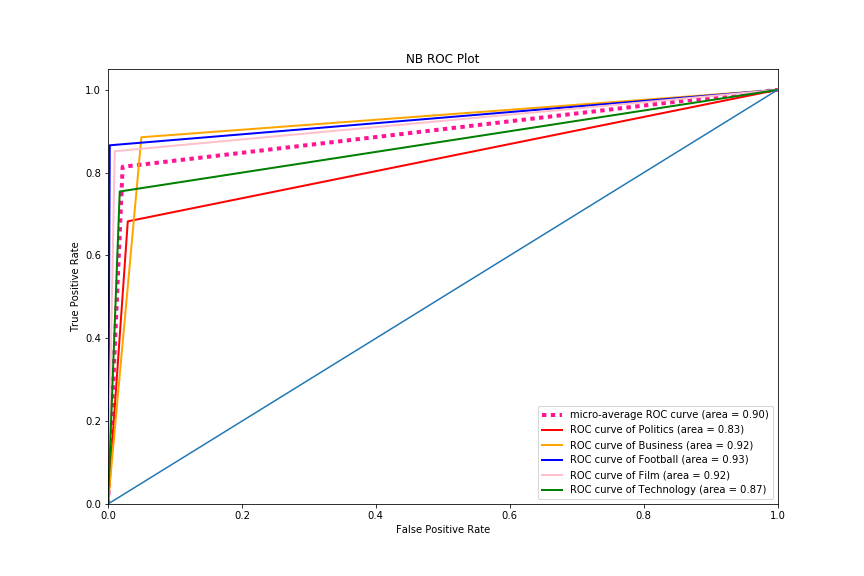 NB ROC Plot
True Positive Rate
1.0
0.8
0.6
0.4
0.2
0.0
0.0 0.2 0.4 0.6 0.8 1.0
False Positive Rate
micro-average ROC curve (area = 0.90)
ROC curve of Politics (area = 0.83)
ROC curve of Business (area = 0.92)
ROC curve of Football (area = 0.93)
ROC curve of Film (area = 0.92)
ROC curve of Technology (area = 0.87)